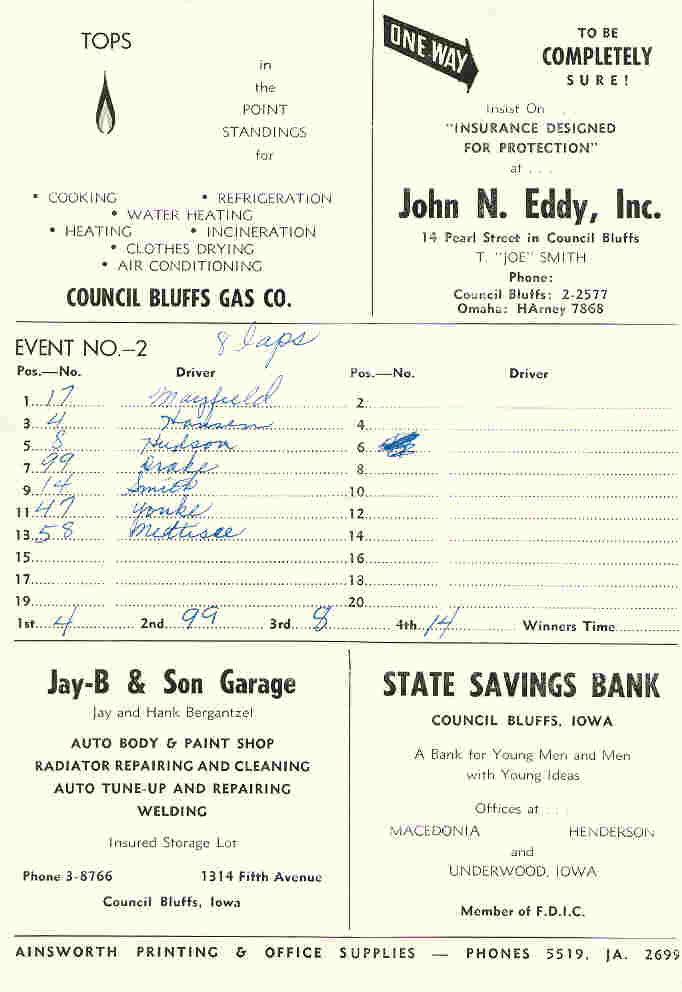 TOPS
in
the
POINT
STANDINGS
for
• COOKING • REFRIGERATION
• WATER HEATING
• HEATING • INCINERATION
• CLOTHES DRYING
• AIR CONDITIONING
COUNCIL BLUFFS GAS CO.
ONE WAY
TO BE
COMPLETELY
SURE!
Insist On . . .
"INSURANCE DESIGNED
FOR PROTECTION"
at . . .
John N. Eddy, Inc.
14 Pearl Street in Council Bluffs
T. "JOE" SMITH
Phone:
Council Bluffs: 2-2577
Omaha: HArney 7868
EVENT NO.—2 8 laps
Pos.—No. Driver Pos.—No. Driver
1 17 Mayfield 2
3 4 Hansen 4
5 8 Hudson 6
7 99 Drake 8
9 14 Smith 10
11 47 Yonke 12
13 58 14
15 16
17 18
19 20
1st 4 2nd 99 3rd 8 4th 14 Winners Time
Jay-B & Son Garage
Jay and Hank Bergantzel
AUTO BODY & PAINT SHOP
RADIATOR REPAIRING AND CLEANING
AUTO TUNE-UP AND REPAIRING
WELDING
Insured Storage Lot
Phone 3-8766 1314 Fifth Avenue
Council Bluffs, Iowa
STATE SAVINGS BANK
COUNCIL BLUFFS, IOWA
A Bank for Young Men and Men
with Young Ideas
Offices at . . .
MACEDONIA HENDERSON
and
UNDERWOOD, IOWA
Member of F.D.I.C.
AINSWORTH PRINTING & OFFICE SUPPLIES — PHONES 5519, JA. 2699